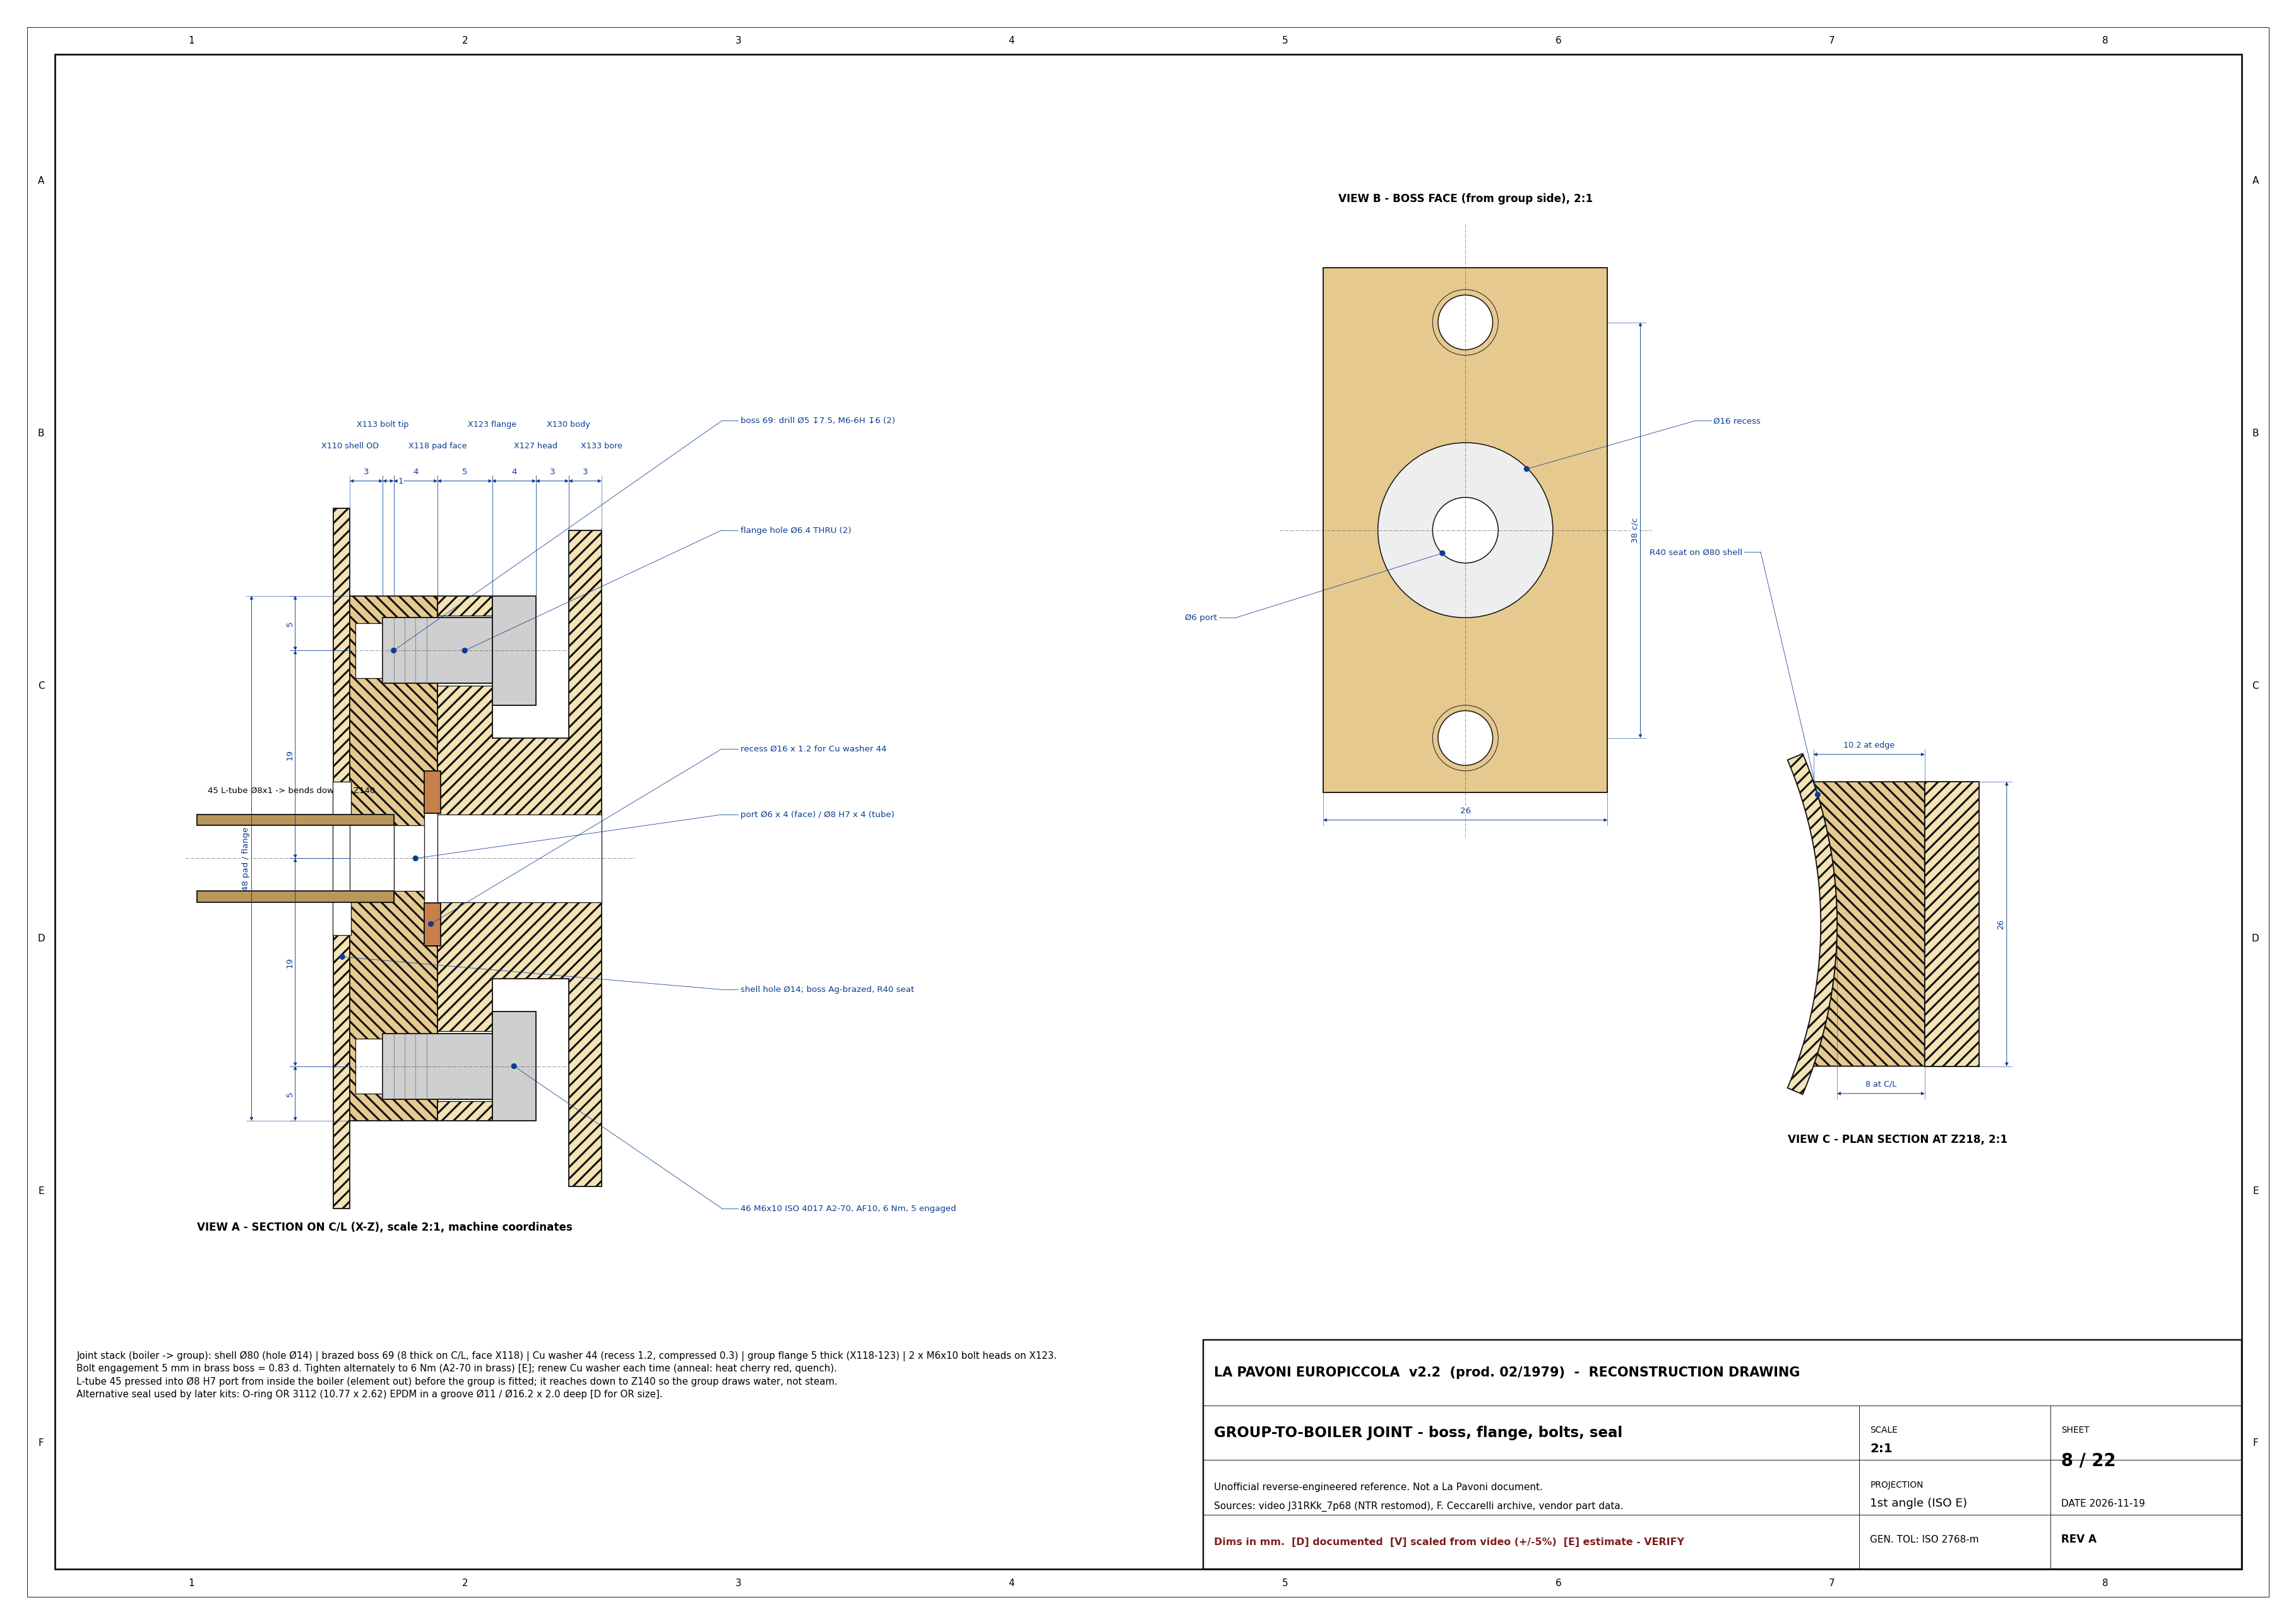 1 2 3 4 5 6 7 8
A A
VIEW B - BOSS FACE (from group side), 2:1
B B
X113 bolt tip X123 flange X130 body
X110 shell OD X118 pad face X127 head X133 bore
3 1 4 5 4 3 3
boss 69: drill Ø5 ↧7.5, M6-6H ↧6 (2)
Ø16 recess
flange hole Ø6.4 THRU (2)
38 c/c
R40 seat on Ø80 shell
5
Ø6 port
C C
19
recess Ø16 x 1.2 for Cu washer 44
10.2 at edge
45 L-tube Ø8x1 -> bends dow Z140
26
port Ø6 x 4 (face) / Ø8 H7 x 4 (tube)
48 pad / flange
D D
26
19
shell hole Ø14; boss Ag-brazed, R40 seat
8 at C/L
5
VIEW C - PLAN SECTION AT Z218, 2:1
E E
46 M6x10 ISO 4017 A2-70, AF10, 6 Nm, 5 engaged
VIEW A - SECTION ON C/L (X-Z), scale 2:1, machine coordinates
Joint stack (boiler -> group): shell Ø80 (hole Ø14) | brazed boss 69 (8 thick on C/L, face X118) | Cu washer 44 (recess 1.2, compressed 0.3) | group flange 5 thick (X118-123) | 2 x M6x10 bolt heads on X123.
Bolt engagement 5 mm in brass boss = 0.83 d. Tighten alternately to 6 Nm (A2-70 in brass) [E]; renew Cu washer each time (anneal: heat cherry red, quench).
L-tube 45 pressed into Ø8 H7 port from inside the boiler (element out) before the group is fitted; it reaches down to Z140 so the group draws water, not steam.
Alternative seal used by later kits: O-ring OR 3112 (10.77 x 2.62) EPDM in a groove Ø11 / Ø16.2 x 2.0 deep [D for OR size].
F F
LA PAVONI EUROPICCOLA v2.2 (prod. 02/1979) - RECONSTRUCTION DRAWING
GROUP-TO-BOILER JOINT - boss, flange, bolts, seal
SCALE
2:1
SHEET
8 / 22
Unofficial reverse-engineered reference. Not a La Pavoni document.
Sources: video J31RKk_7p68 (NTR restomod), F. Ceccarelli archive, vendor part data.
PROJECTION
1st angle (ISO E)
DATE 2026-11-19
Dims in mm. [D] documented [V] scaled from video (+/-5%) [E] estimate - VERIFY
GEN. TOL: ISO 2768-m
REV A
1 2 3 4 5 6 7 8